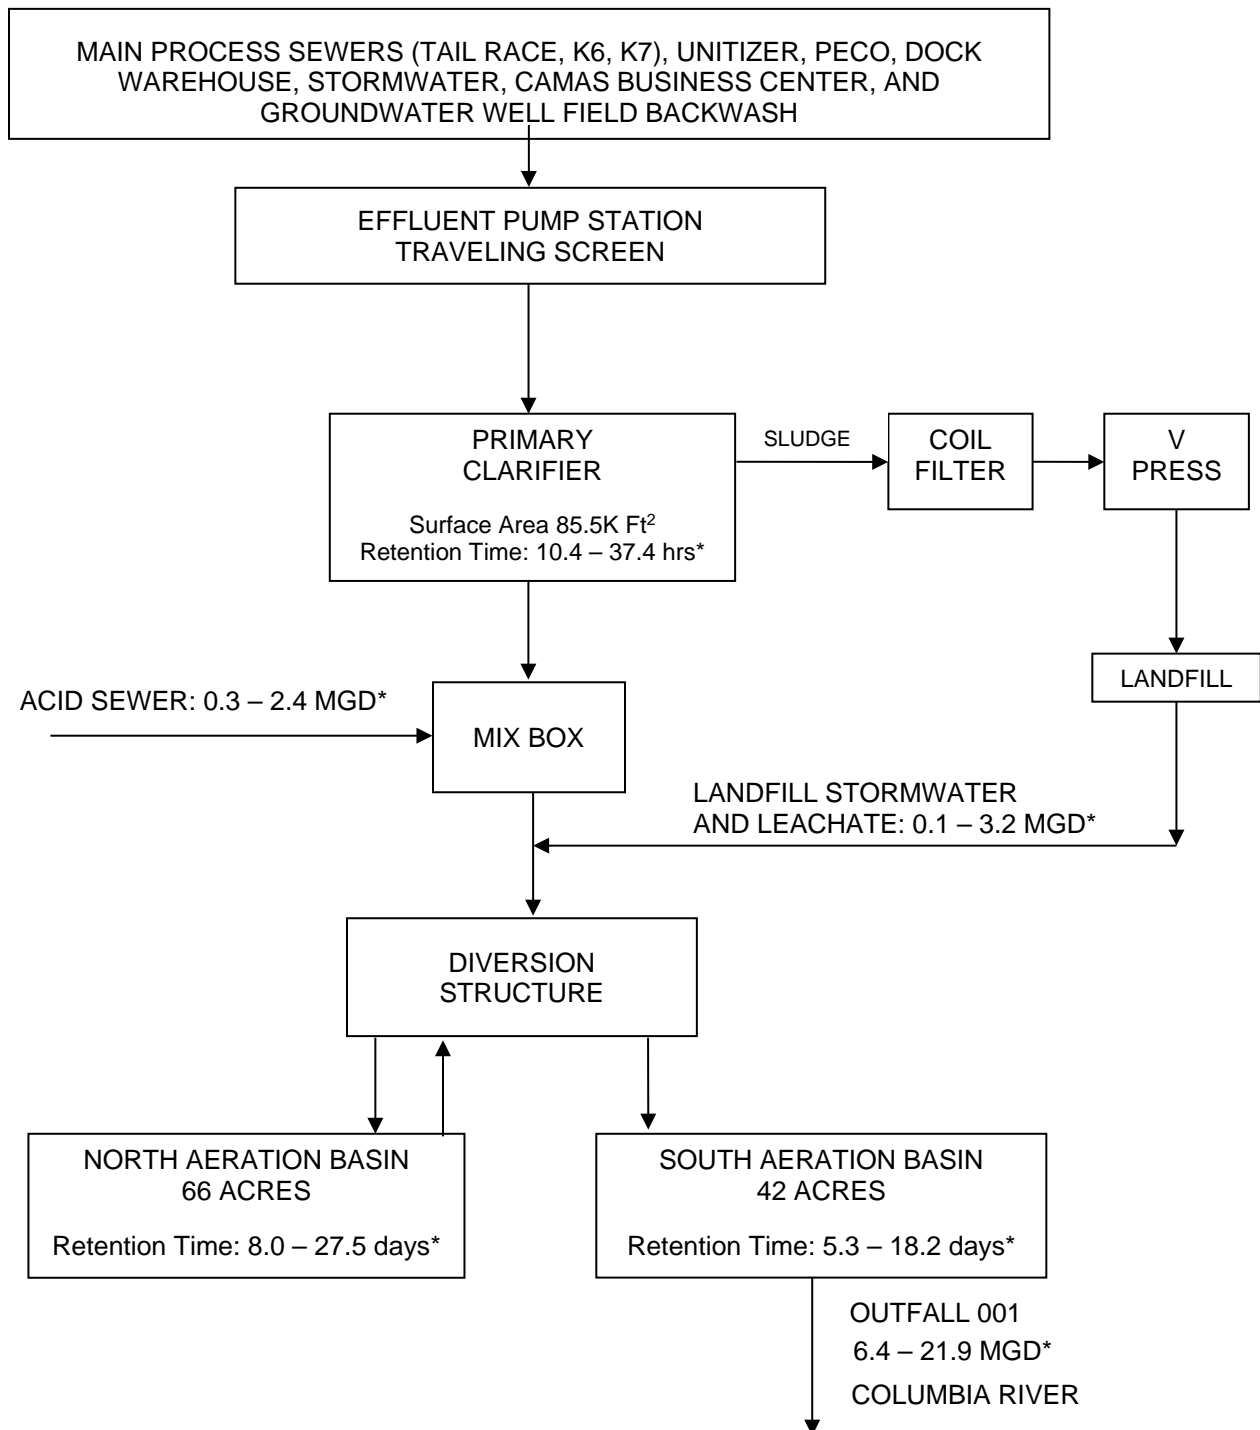 MAIN PROCESS SEWERS (TAIL RACE, K6, K7), UNITIZER, PECO, DOCK
WAREHOUSE, STORMWATER, CAMAS BUSINESS CENTER, AND
GROUNDWATER WELL FIELD BACKWASH
EFFLUENT PUMP STATION
TRAVELING SCREEN
PRIMARY
CLARIFIER
Surface Area 85.5K Ft²
Retention Time: 10.4 – 37.4 hrs*
SLUDGE
COIL
FILTER
V
PRESS
LANDFILL
ACID SEWER: 0.3 – 2.4 MGD*
MIX BOX
LANDFILL STORMWATER
AND LEACHATE: 0.1 – 3.2 MGD*
DIVERSION
STRUCTURE
NORTH AERATION BASIN
66 ACRES
Retention Time: 8.0 – 27.5 days*
SOUTH AERATION BASIN
42 ACRES
Retention Time: 5.3 – 18.2 days*
OUTFALL 001
6.4 – 21.9 MGD*
COLUMBIA RIVER